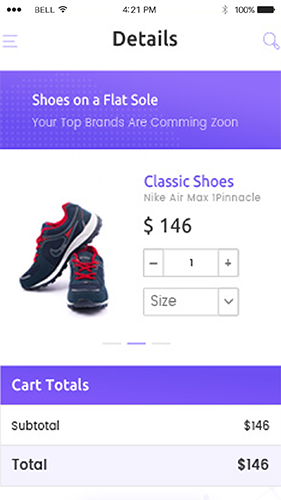 BELL 4:21 PM 100%
Details
Shoes on a Flat Sole
Your Top Brands Are Comming Zoon
Classic Shoes
Nike Air Max 1Pinnacle
$ 146
− 1 +
Size
Cart Totals
Subtotal $146
Total $146